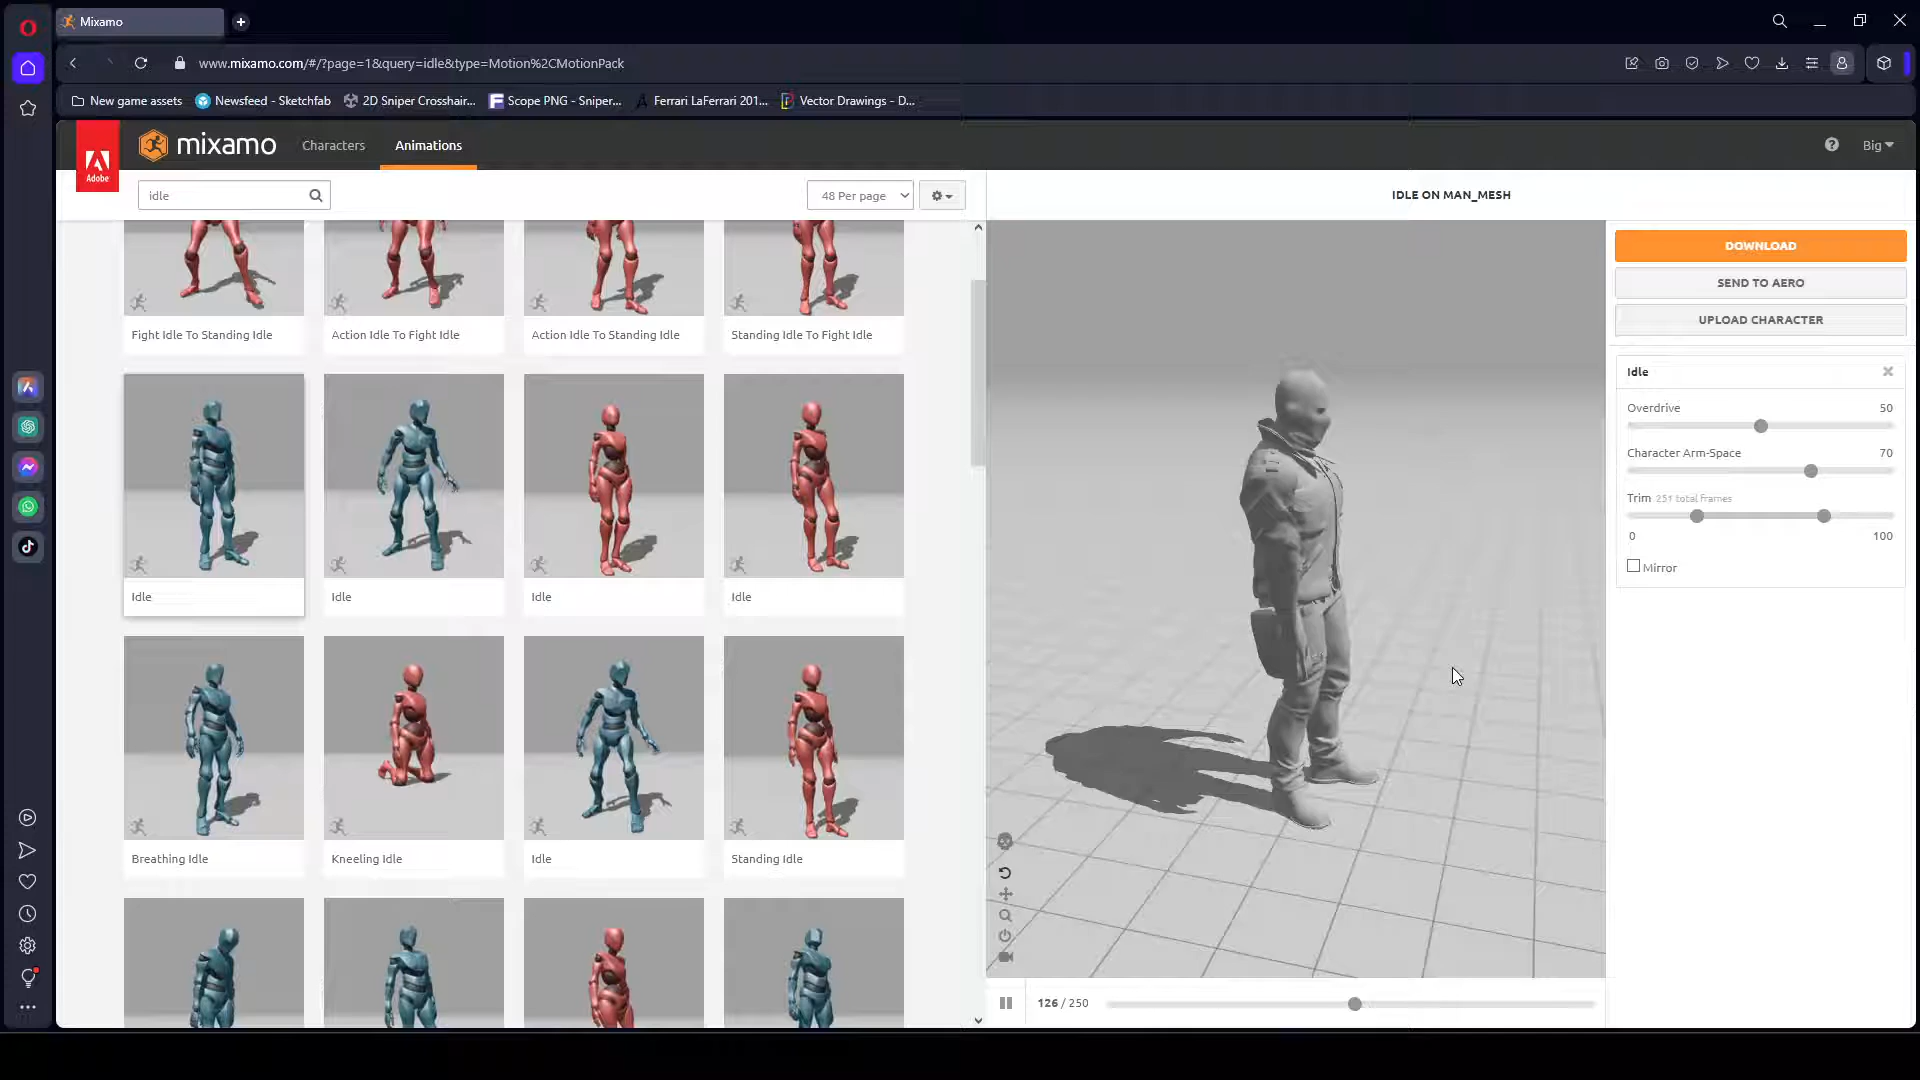 Mixamo
www.mixamo.com/#/?page=1&query=idle&type=Motion%2CMotionPack
New game assets
Newsfeed - Sketchfab
2D Sniper Crosshair...
Scope PNG - Sniper...
Ferrari LaFerrari 201...
Vector Drawings - D...
Adobe
mixamo
Characters
Animations
Big
idle
48 Per page
IDLE ON MAN_MESH
Fight Idle To Standing Idle
Action Idle To Fight Idle
Action Idle To Standing Idle
Standing Idle To Fight Idle
Idle
Idle
Idle
Idle
Breathing Idle
Kneeling Idle
Idle
Standing Idle
126 / 250
DOWNLOAD
SEND TO AERO
UPLOAD CHARACTER
Idle
Overdrive 50
Character Arm-Space 70
Trim 251 total frames
0 100
Mirror